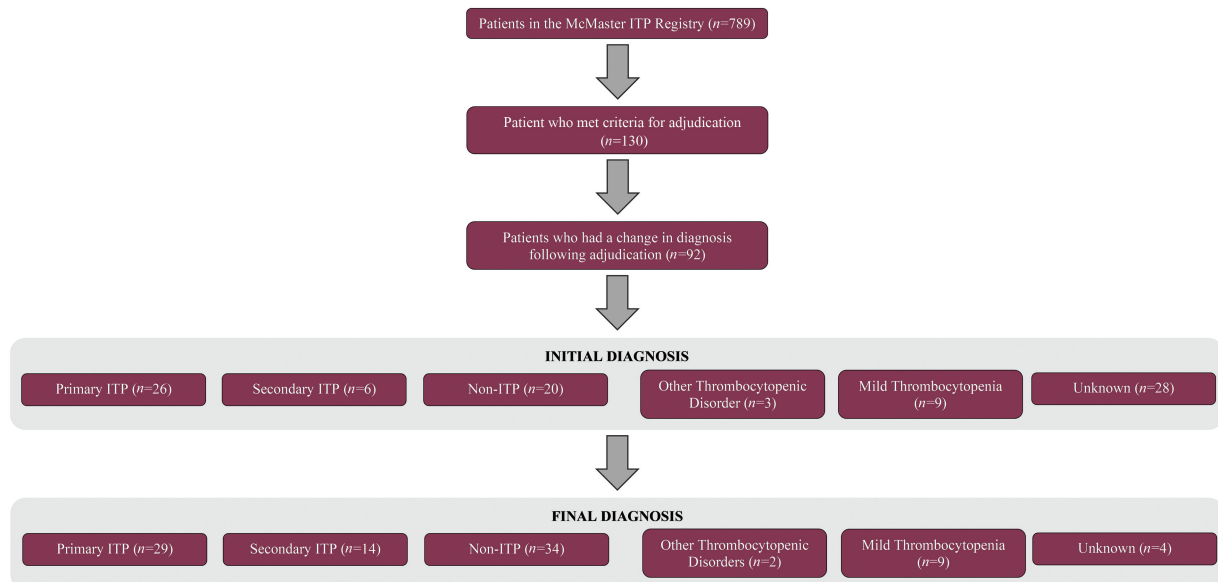 Patients in the McMaster ITP Registry (n=789)
Patient who met criteria for adjudication
(n=130)
Patients who had a change in diagnosis
following adjudication (n=92)
INITIAL DIAGNOSIS
Primary ITP (n=26)
Secondary ITP (n=6)
Non-ITP (n=20)
Other Thrombocytopenic
Disorder (n=3)
Mild Thrombocytopenia
(n=9)
Unknown (n=28)
FINAL DIAGNOSIS
Primary ITP (n=29)
Secondary ITP (n=14)
Non-ITP (n=34)
Other Thrombocytopenic
Disorders (n=2)
Mild Thrombocytopenia
(n=9)
Unknown (n=4)